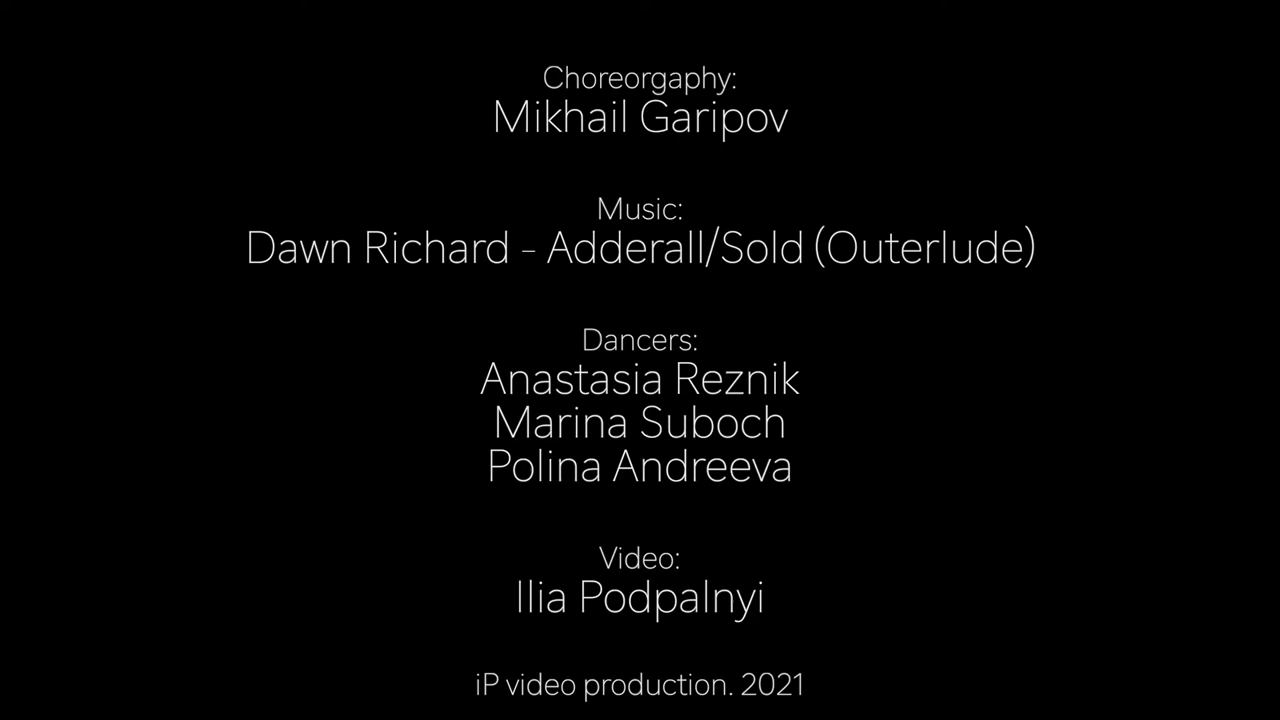 Choreorgaphy:
Mikhail Garipov
Music:
Dawn Richard - Adderall/Sold (Outerlude)
Dancers:
Anastasia Reznik
Marina Suboch
Polina Andreeva
Video:
Ilia Podpalnyi
iP video production. 2021